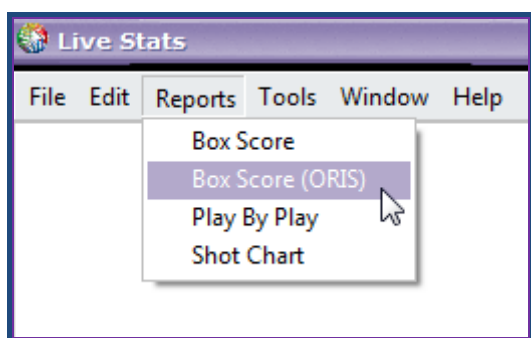 Live Stats
File Edit Reports Tools Window Help
Box Score
Box Score (ORIS)
Play By Play
Shot Chart